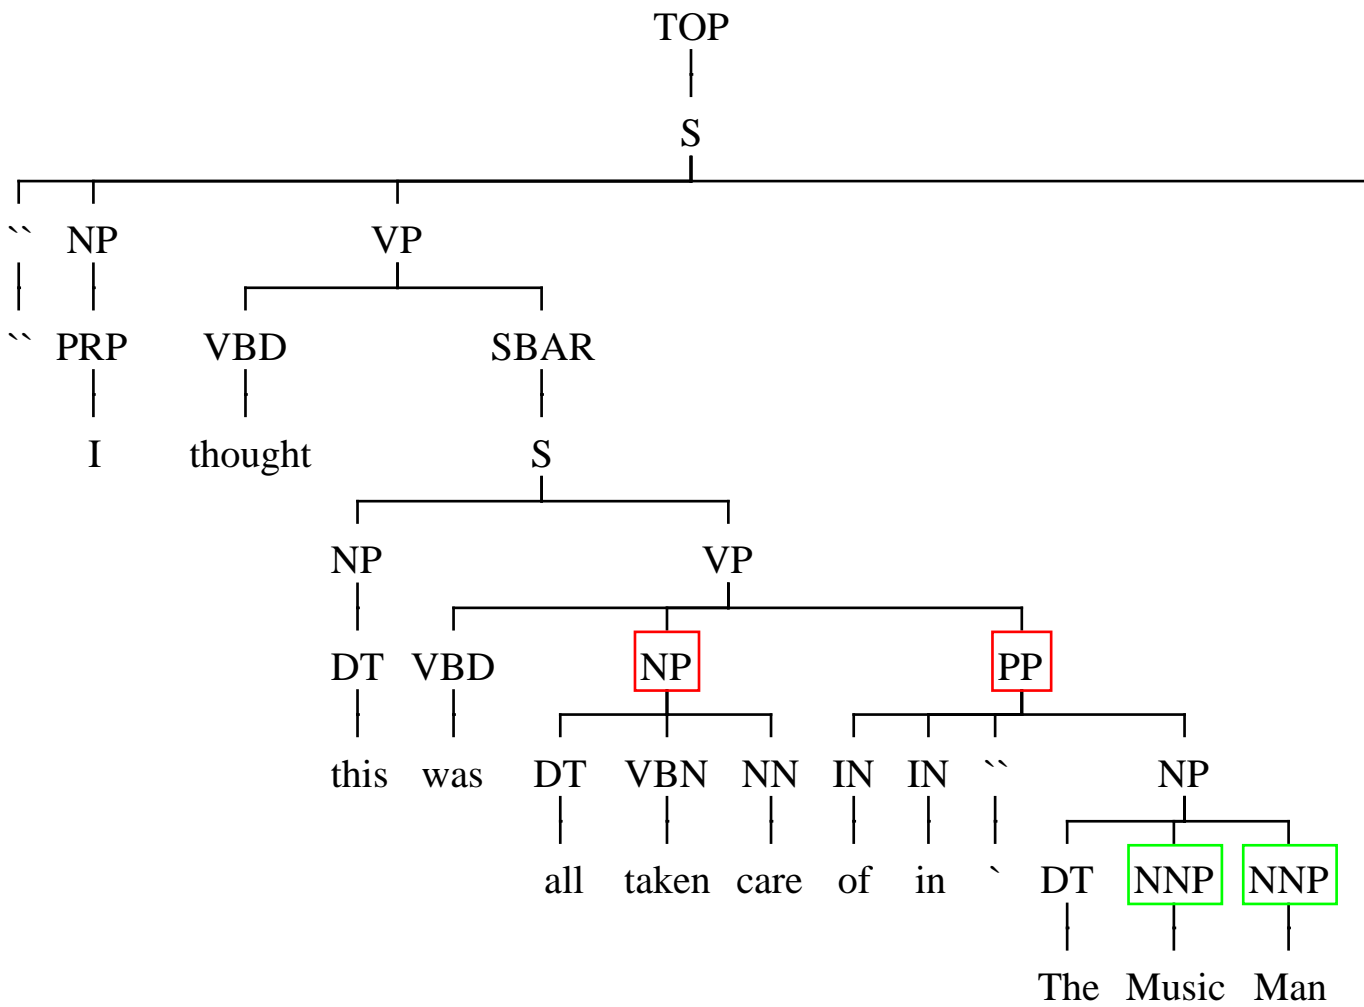 TOP
S
`` NP VP
`` PRP VBD SBAR
I thought S
NP VP
DT VBD NP PP
this was DT VBN NN IN IN `` NP
all taken care of in ` DT NNP NNP
The Music Man